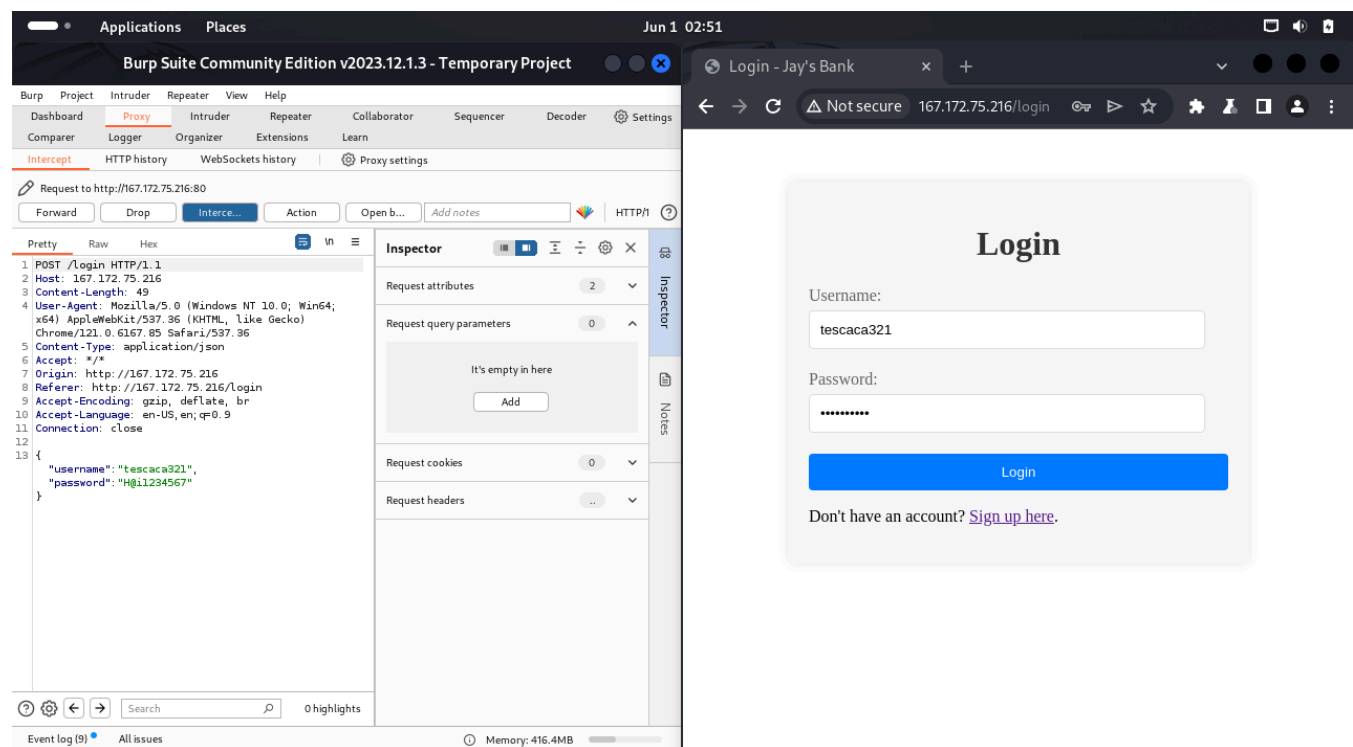 Applications Places Jun 1 02:51
Burp Suite Community Edition v2023.12.1.3 - Temporary Project
Burp Project Intruder Repeater View Help
Dashboard Proxy Intruder Repeater Collaborator Sequencer Decoder Settings
Comparer Logger Organizer Extensions Learn
Intercept HTTP history WebSockets history Proxy settings
Request to http://167.172.75.216:80
Forward Drop Interce... Action Open b... Add notes HTTP/1
Pretty Raw Hex \n
1 POST /login HTTP/1.1
2 Host: 167.172.75.216
3 Content-Length: 49
4 User-Agent: Mozilla/5.0 (Windows NT 10.0; Win64;
x64) AppleWebKit/537.36 (KHTML, like Gecko)
Chrome/121.0.6167.85 Safari/537.36
5 Content-Type: application/json
6 Accept: */*
7 Origin: http://167.172.75.216
8 Referer: http://167.172.75.216/login
9 Accept-Encoding: gzip, deflate, br
10 Accept-Language: en-US,en;q=0.9
11 Connection: close
12
13 {
"username":"tescaca321",
"password":"H@i1234567"
}
Inspector
Request attributes 2
Request query parameters 0
It's empty in here
Add
Request cookies 0
Request headers ..
Inspector
Notes
Search 0 highlights
Event log (9) All issues Memory: 416.4MB
Login - Jay's Bank
Not secure 167.172.75.216/login
Login
Username:
tescaca321
Password:
••••••••••
Login
Don't have an account? Sign up here.